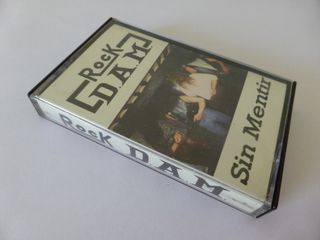 RocK
D.A.M
Sin Mentir
RocK D.A.M